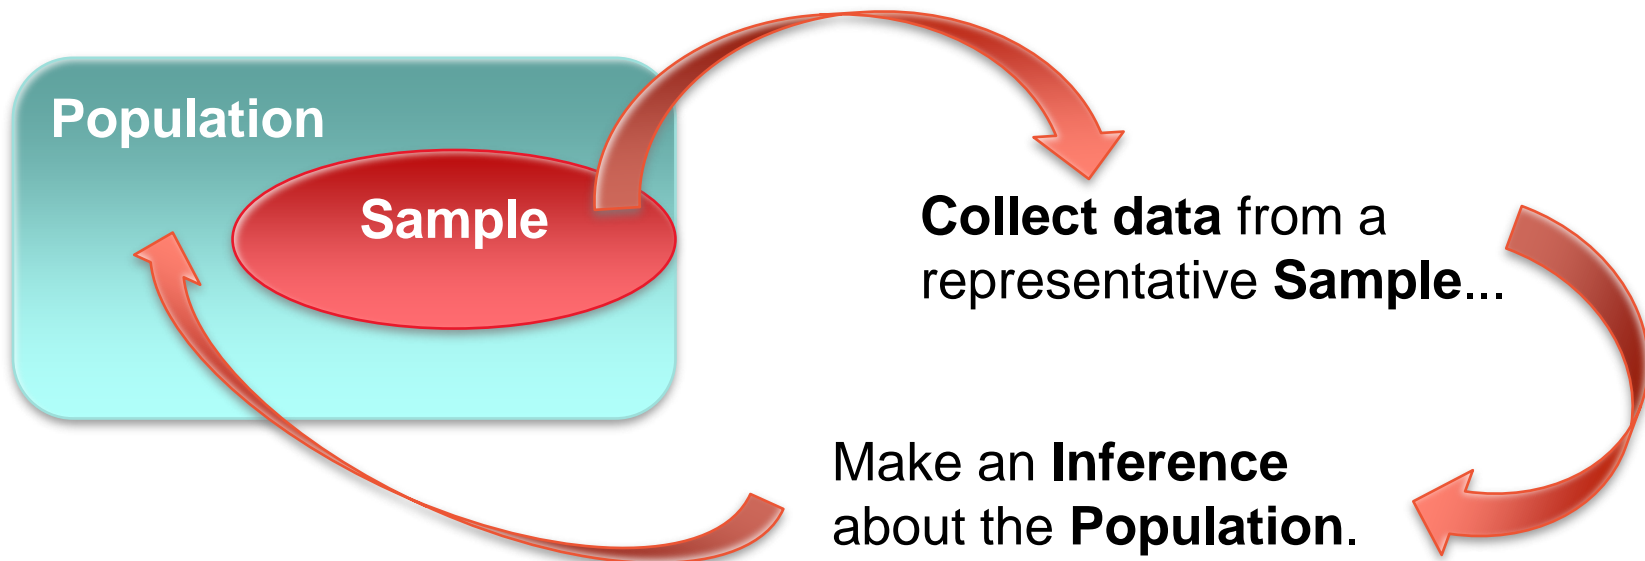 Population
Sample
Collect data from a
representative Sample...
Make an Inference
about the Population.